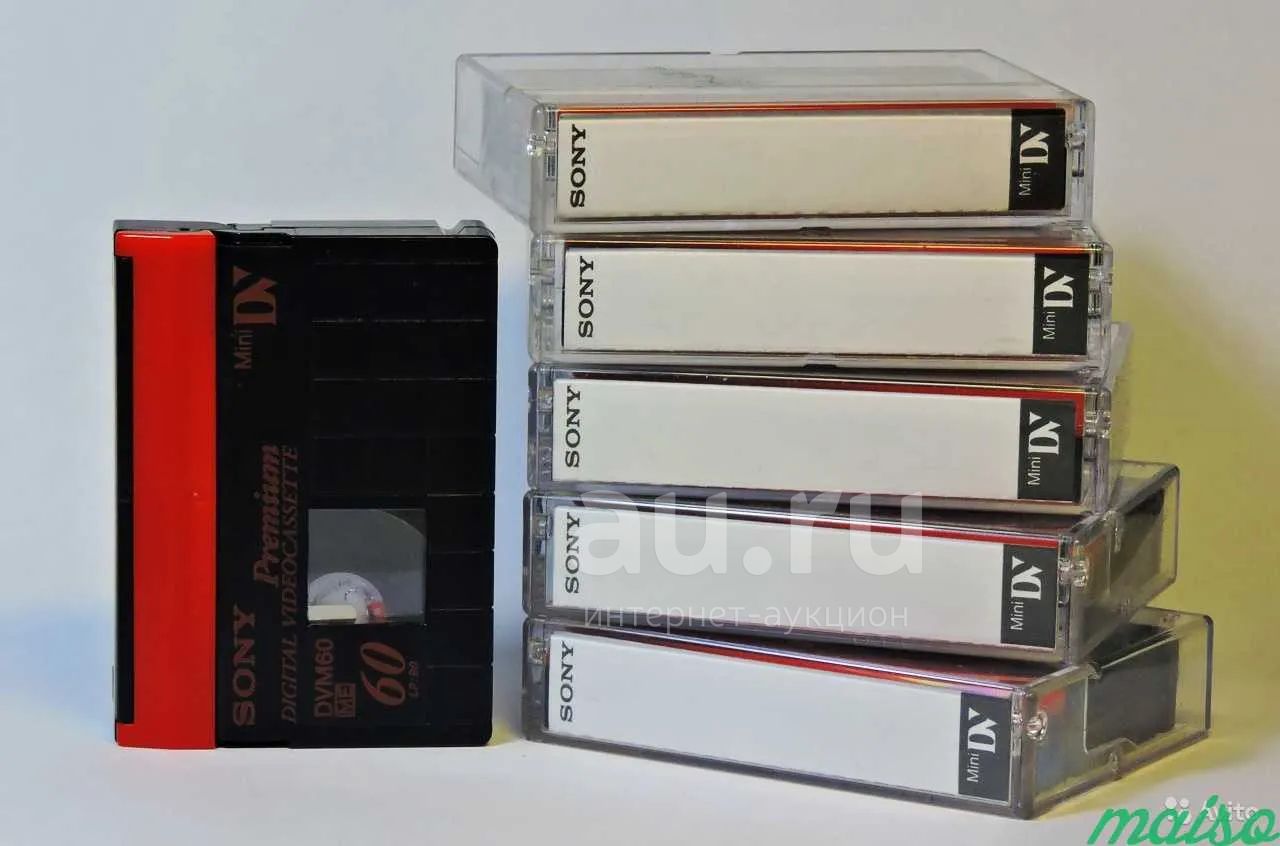 Mini DV
Premium
DIGITAL VIDEOCASSETTE
SONY
DVM60
ME
60
LP:90
SONY
Mini DV
SONY
Mini DV
SONY
Mini DV
SONY
Mini DV
SONY
Mini DV
au.ru
интернет-аукцион
Avito
maiso